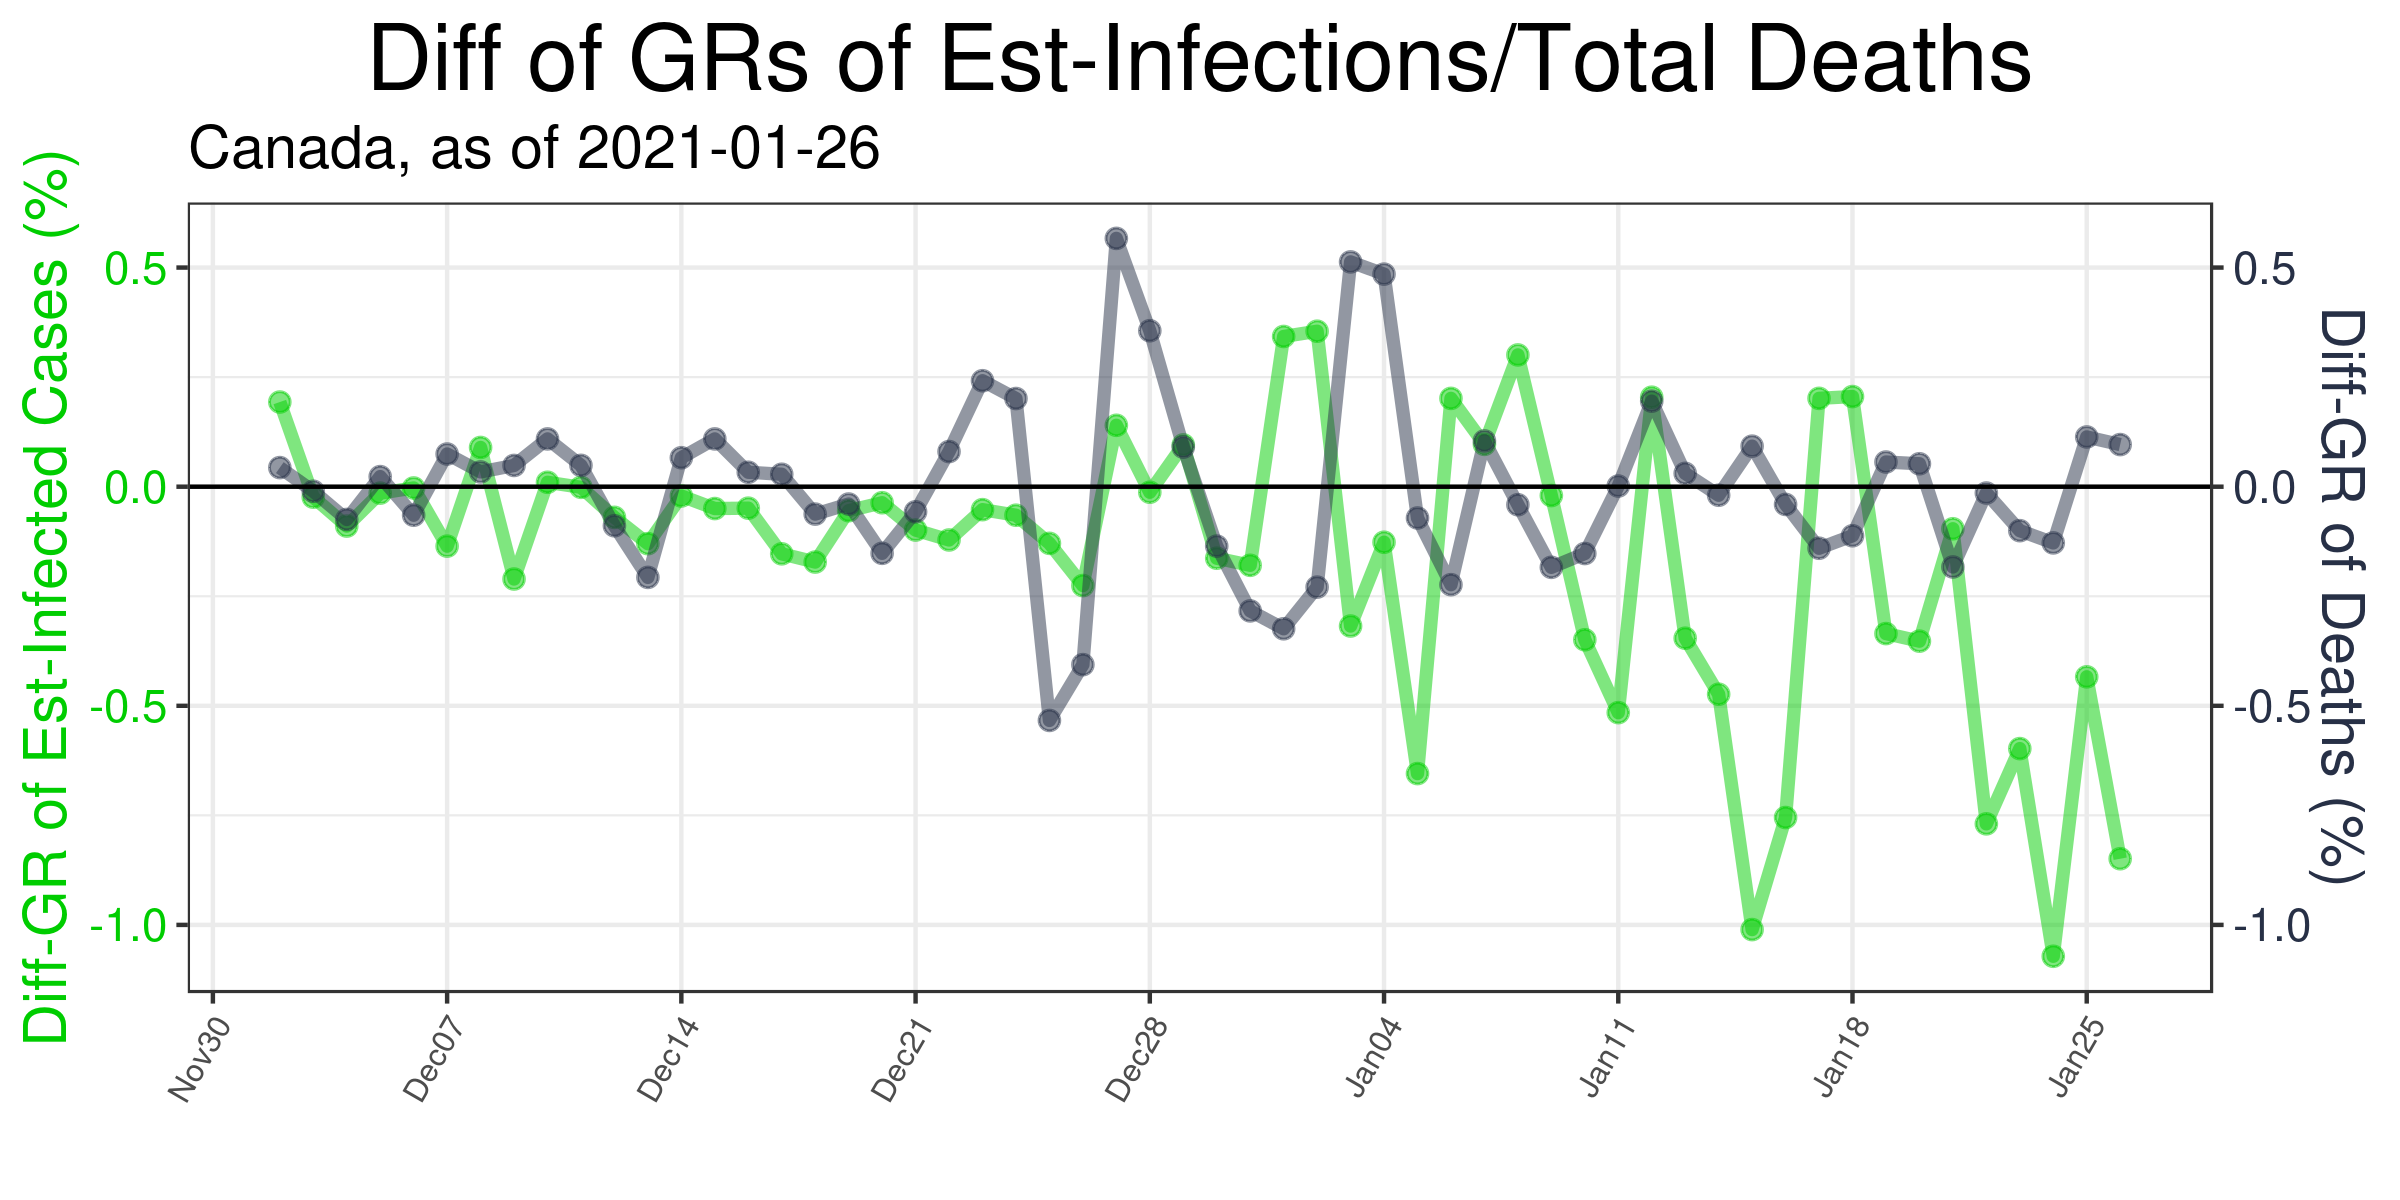 Diff of GRs of Est-Infections/Total Deaths
Canada, as of 2021-01-26
Diff-GR of Est-Infected Cases (%)
0.5
0.0
-0.5
-1.0
0.5
0.0
-0.5
-1.0
Diff-GR of Deaths (%)
Nov30
Dec07
Dec14
Dec21
Dec28
Jan04
Jan11
Jan18
Jan25